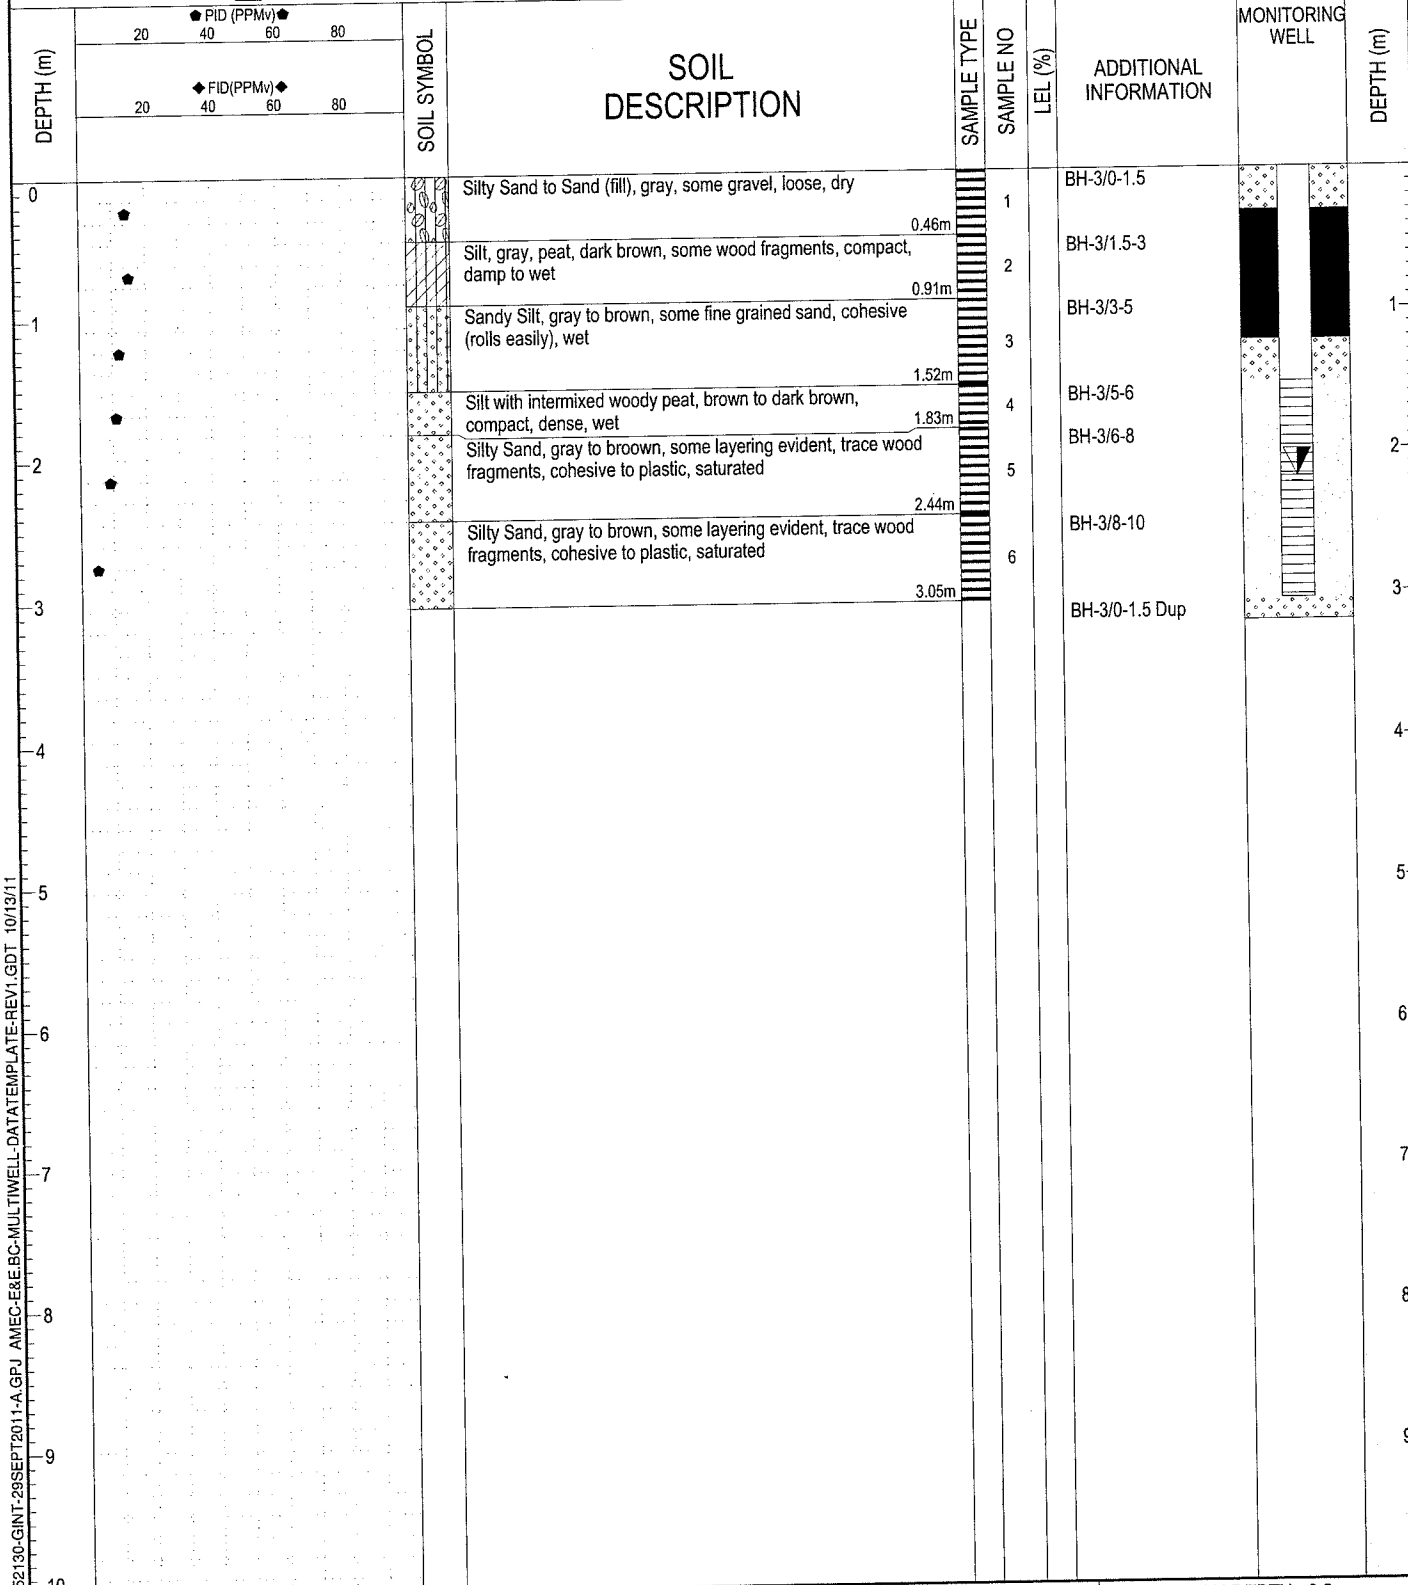 PID (PPMv)
20 40 60 80
FID(PPMv)
20 40 60 80
DEPTH (m)
SOIL SYMBOL
SOIL
DESCRIPTION
SAMPLE TYPE
SAMPLE NO
LEL (%)
ADDITIONAL
INFORMATION
MONITORING
WELL
DEPTH (m)
0
Silty Sand to Sand (fill), gray, some gravel, loose, dry
0.46m
1
BH-3/0-1.5
Silt, gray, peat, dark brown, some wood fragments, compact,
damp to wet
0.91m
2
BH-3/1.5-3
1
Sandy Silt, gray to brown, some fine grained sand, cohesive
(rolls easily), wet
1.52m
3
BH-3/3-5
1
Silt with intermixed woody peat, brown to dark brown,
compact, dense, wet
1.83m
4
BH-3/5-6
2
Silty Sand, gray to broown, some layering evident, trace wood
fragments, cohesive to plastic, saturated
2.44m
5
BH-3/6-8
2
Silty Sand, gray to brown, some layering evident, trace wood
fragments, cohesive to plastic, saturated
3.05m
6
BH-3/8-10
3
BH-3/0-1.5 Dup
3
4
4
5
5
6
6
7
7
8
8
9
9
10
52130-GINT-29SEPT2011-A.GPJ AMEC-E&E.BC-MULTIWELL-DATATEMPLATE-REV1.GDT 10/13/11